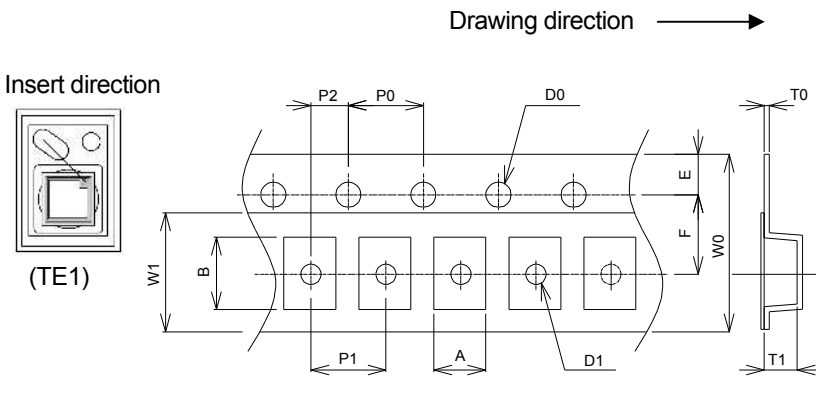 Drawing direction
Insert direction
P2
P0
D0
T0
E
F
W0
W1
B
(TE1)
P1
A
D1
T1